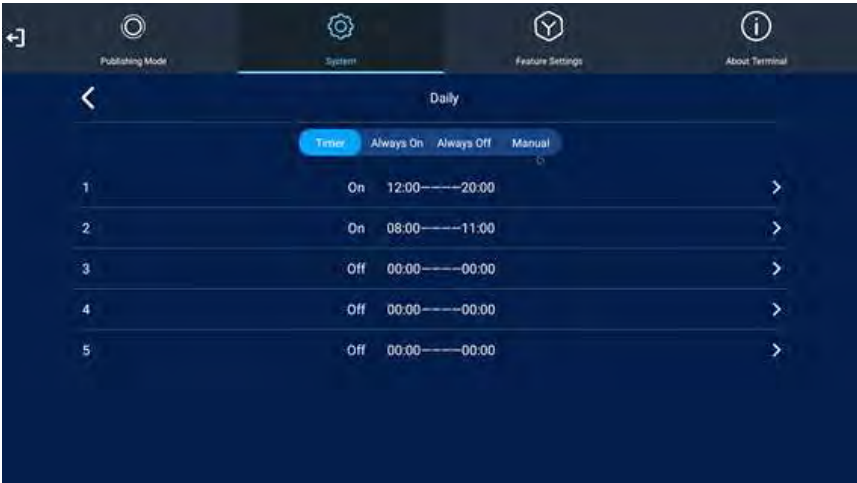 Publishing Mode System Feature Settings About Terminal
Daily
Timer Always On Always Off Manual
1 On 12:00----20:00
2 On 08:00----11:00
3 Off 00:00----00:00
4 Off 00:00----00:00
5 Off 00:00----00:00